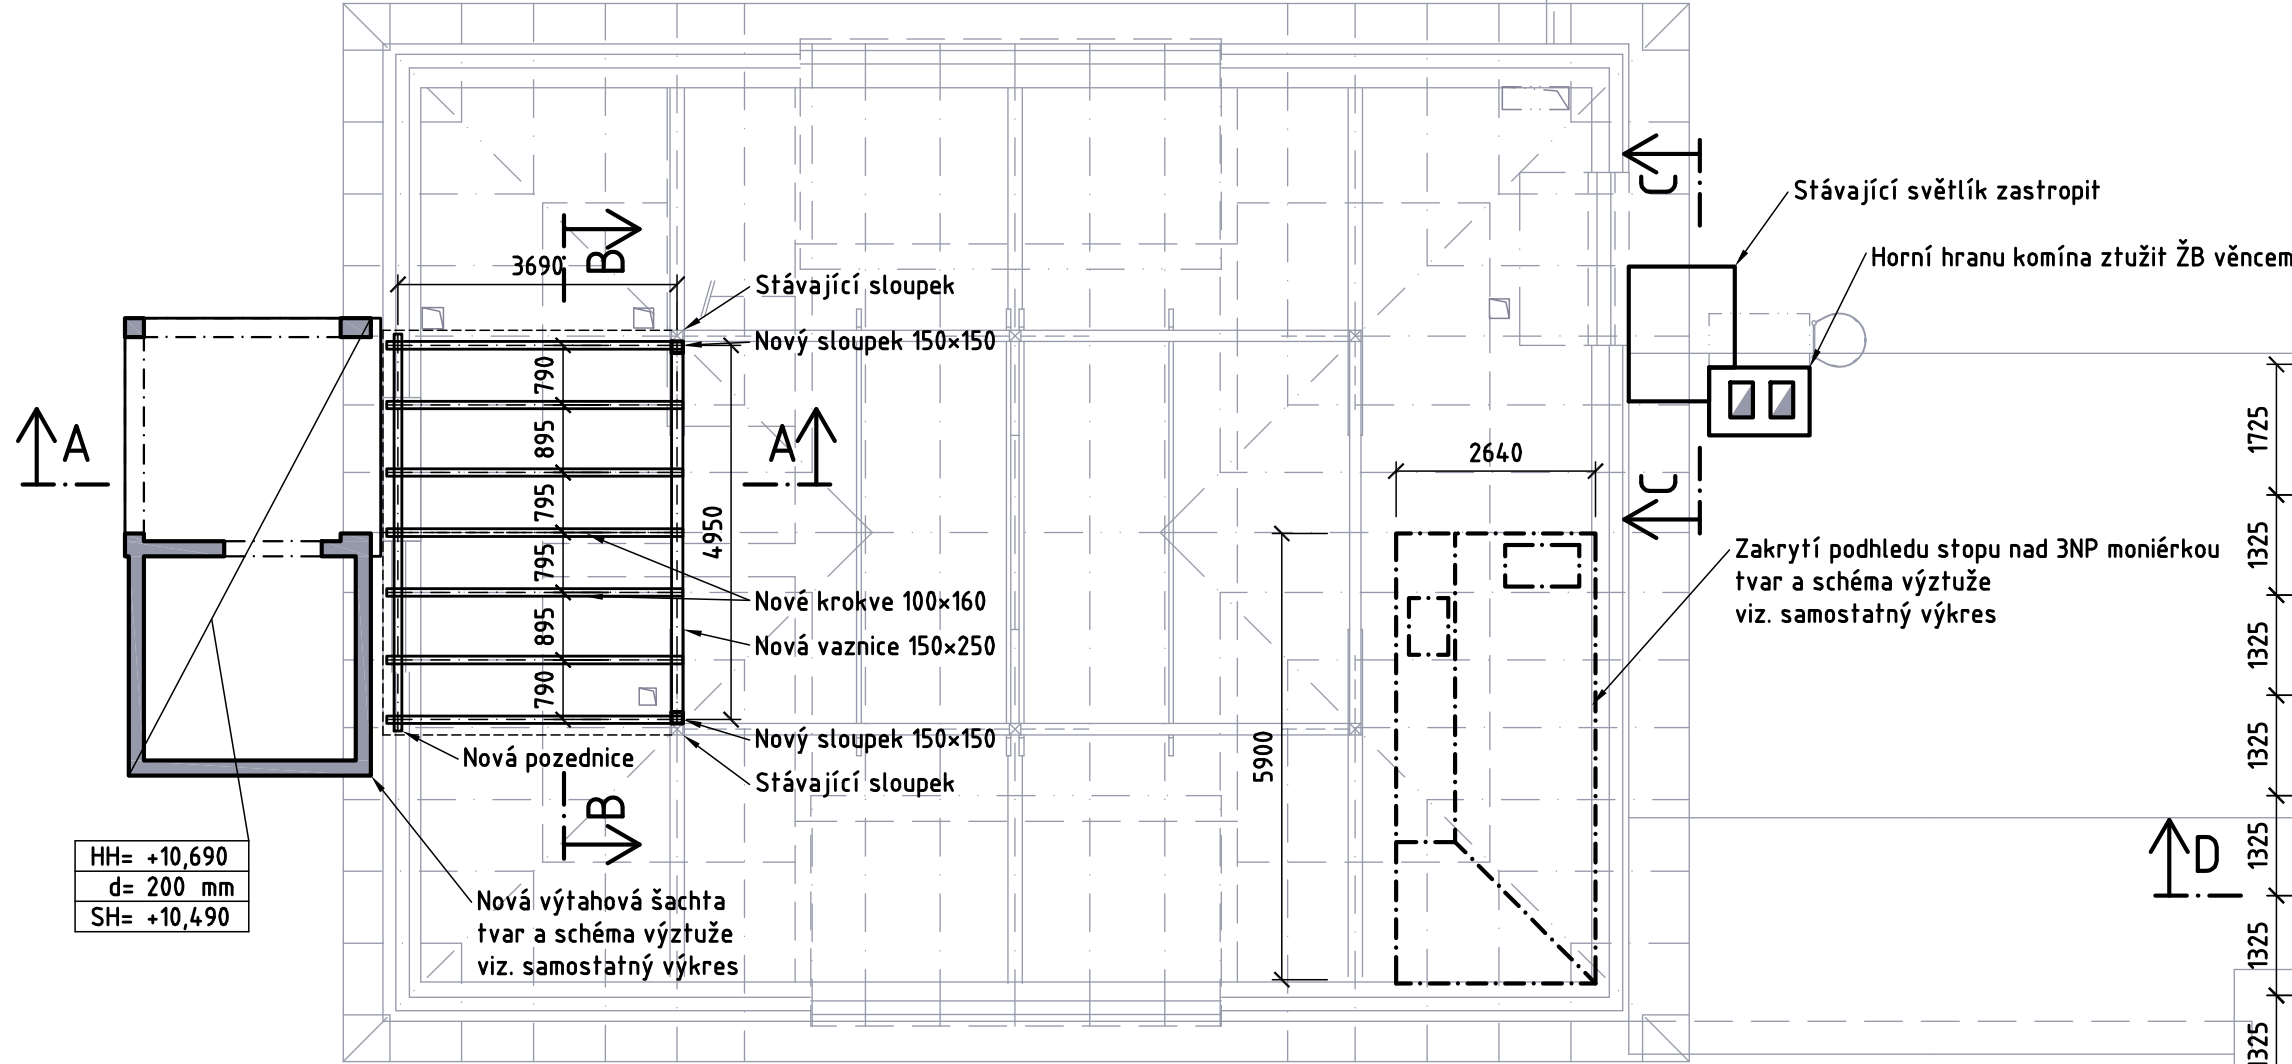 C
Stávající světlík zastropit
Horní hranu komína ztužit ŽB věncem
B
3690
Stávající sloupek
Nový sloupek 150×150
790
895
795
795
895
790
4950
A
A
2640
C
1725
1325
1325
1325
1325
1325
1325
Zakrytí podhledu stopu nad 3NP moniérkou
tvar a schéma výztuže
viz. samostatný výkres
Nové krokve 100×160
Nová vaznice 150×250
Nový sloupek 150×150
Nová pozednice
Stávající sloupek
5900
B
D
HH= +10,690
d= 200 mm
SH= +10,490
Nová výtahová šachta
tvar a schéma výztuže
viz. samostatný výkres